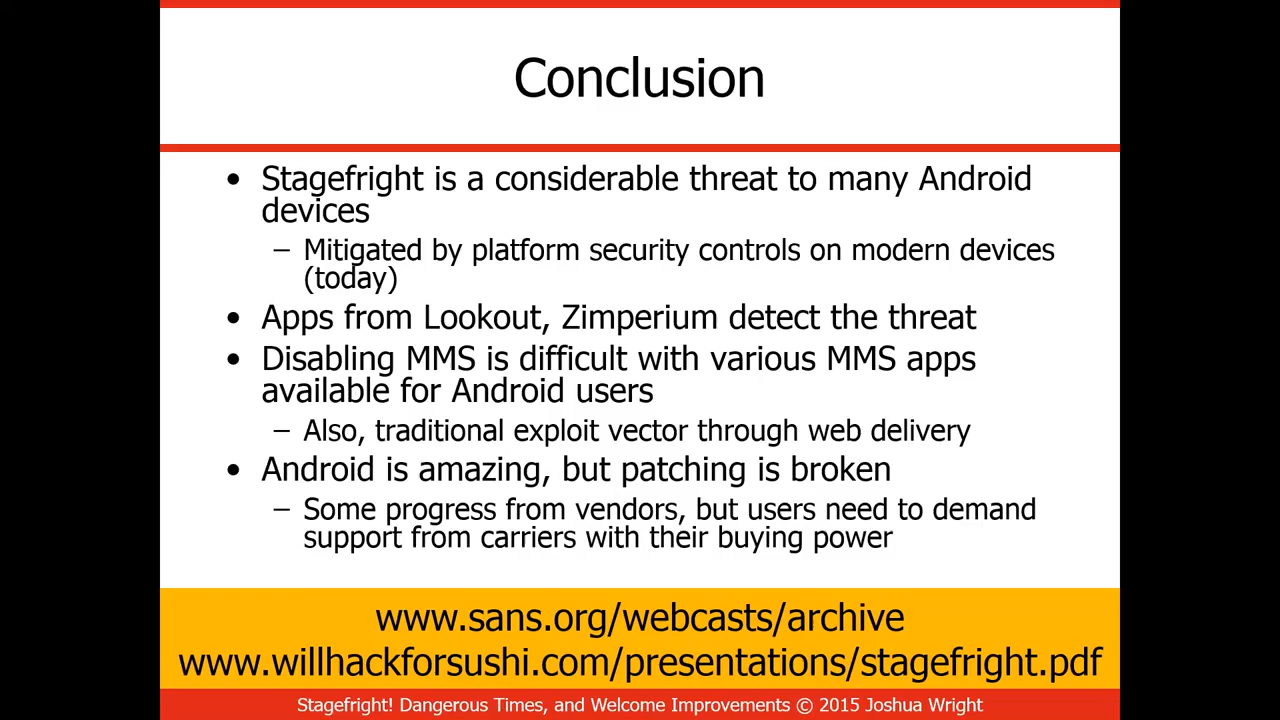 Conclusion
• Stagefright is a considerable threat to many Android
devices
– Mitigated by platform security controls on modern devices
(today)
• Apps from Lookout, Zimperium detect the threat
• Disabling MMS is difficult with various MMS apps
available for Android users
– Also, traditional exploit vector through web delivery
• Android is amazing, but patching is broken
– Some progress from vendors, but users need to demand
support from carriers with their buying power
www.sans.org/webcasts/archive
www.willhackforsushi.com/presentations/stagefright.pdf
Stagefright! Dangerous Times, and Welcome Improvements © 2015 Joshua Wright